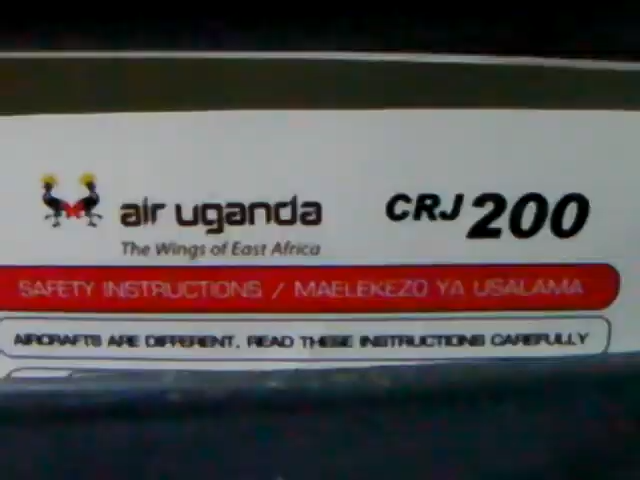 air uganda
The Wings of East Africa
CRJ 200
SAFETY INSTRUCTIONS / MAELEKEZO YA USALAMA
AIRCRAFTS ARE DIFFERENT, READ THESE INSTRUCTIONS CAREFULLY